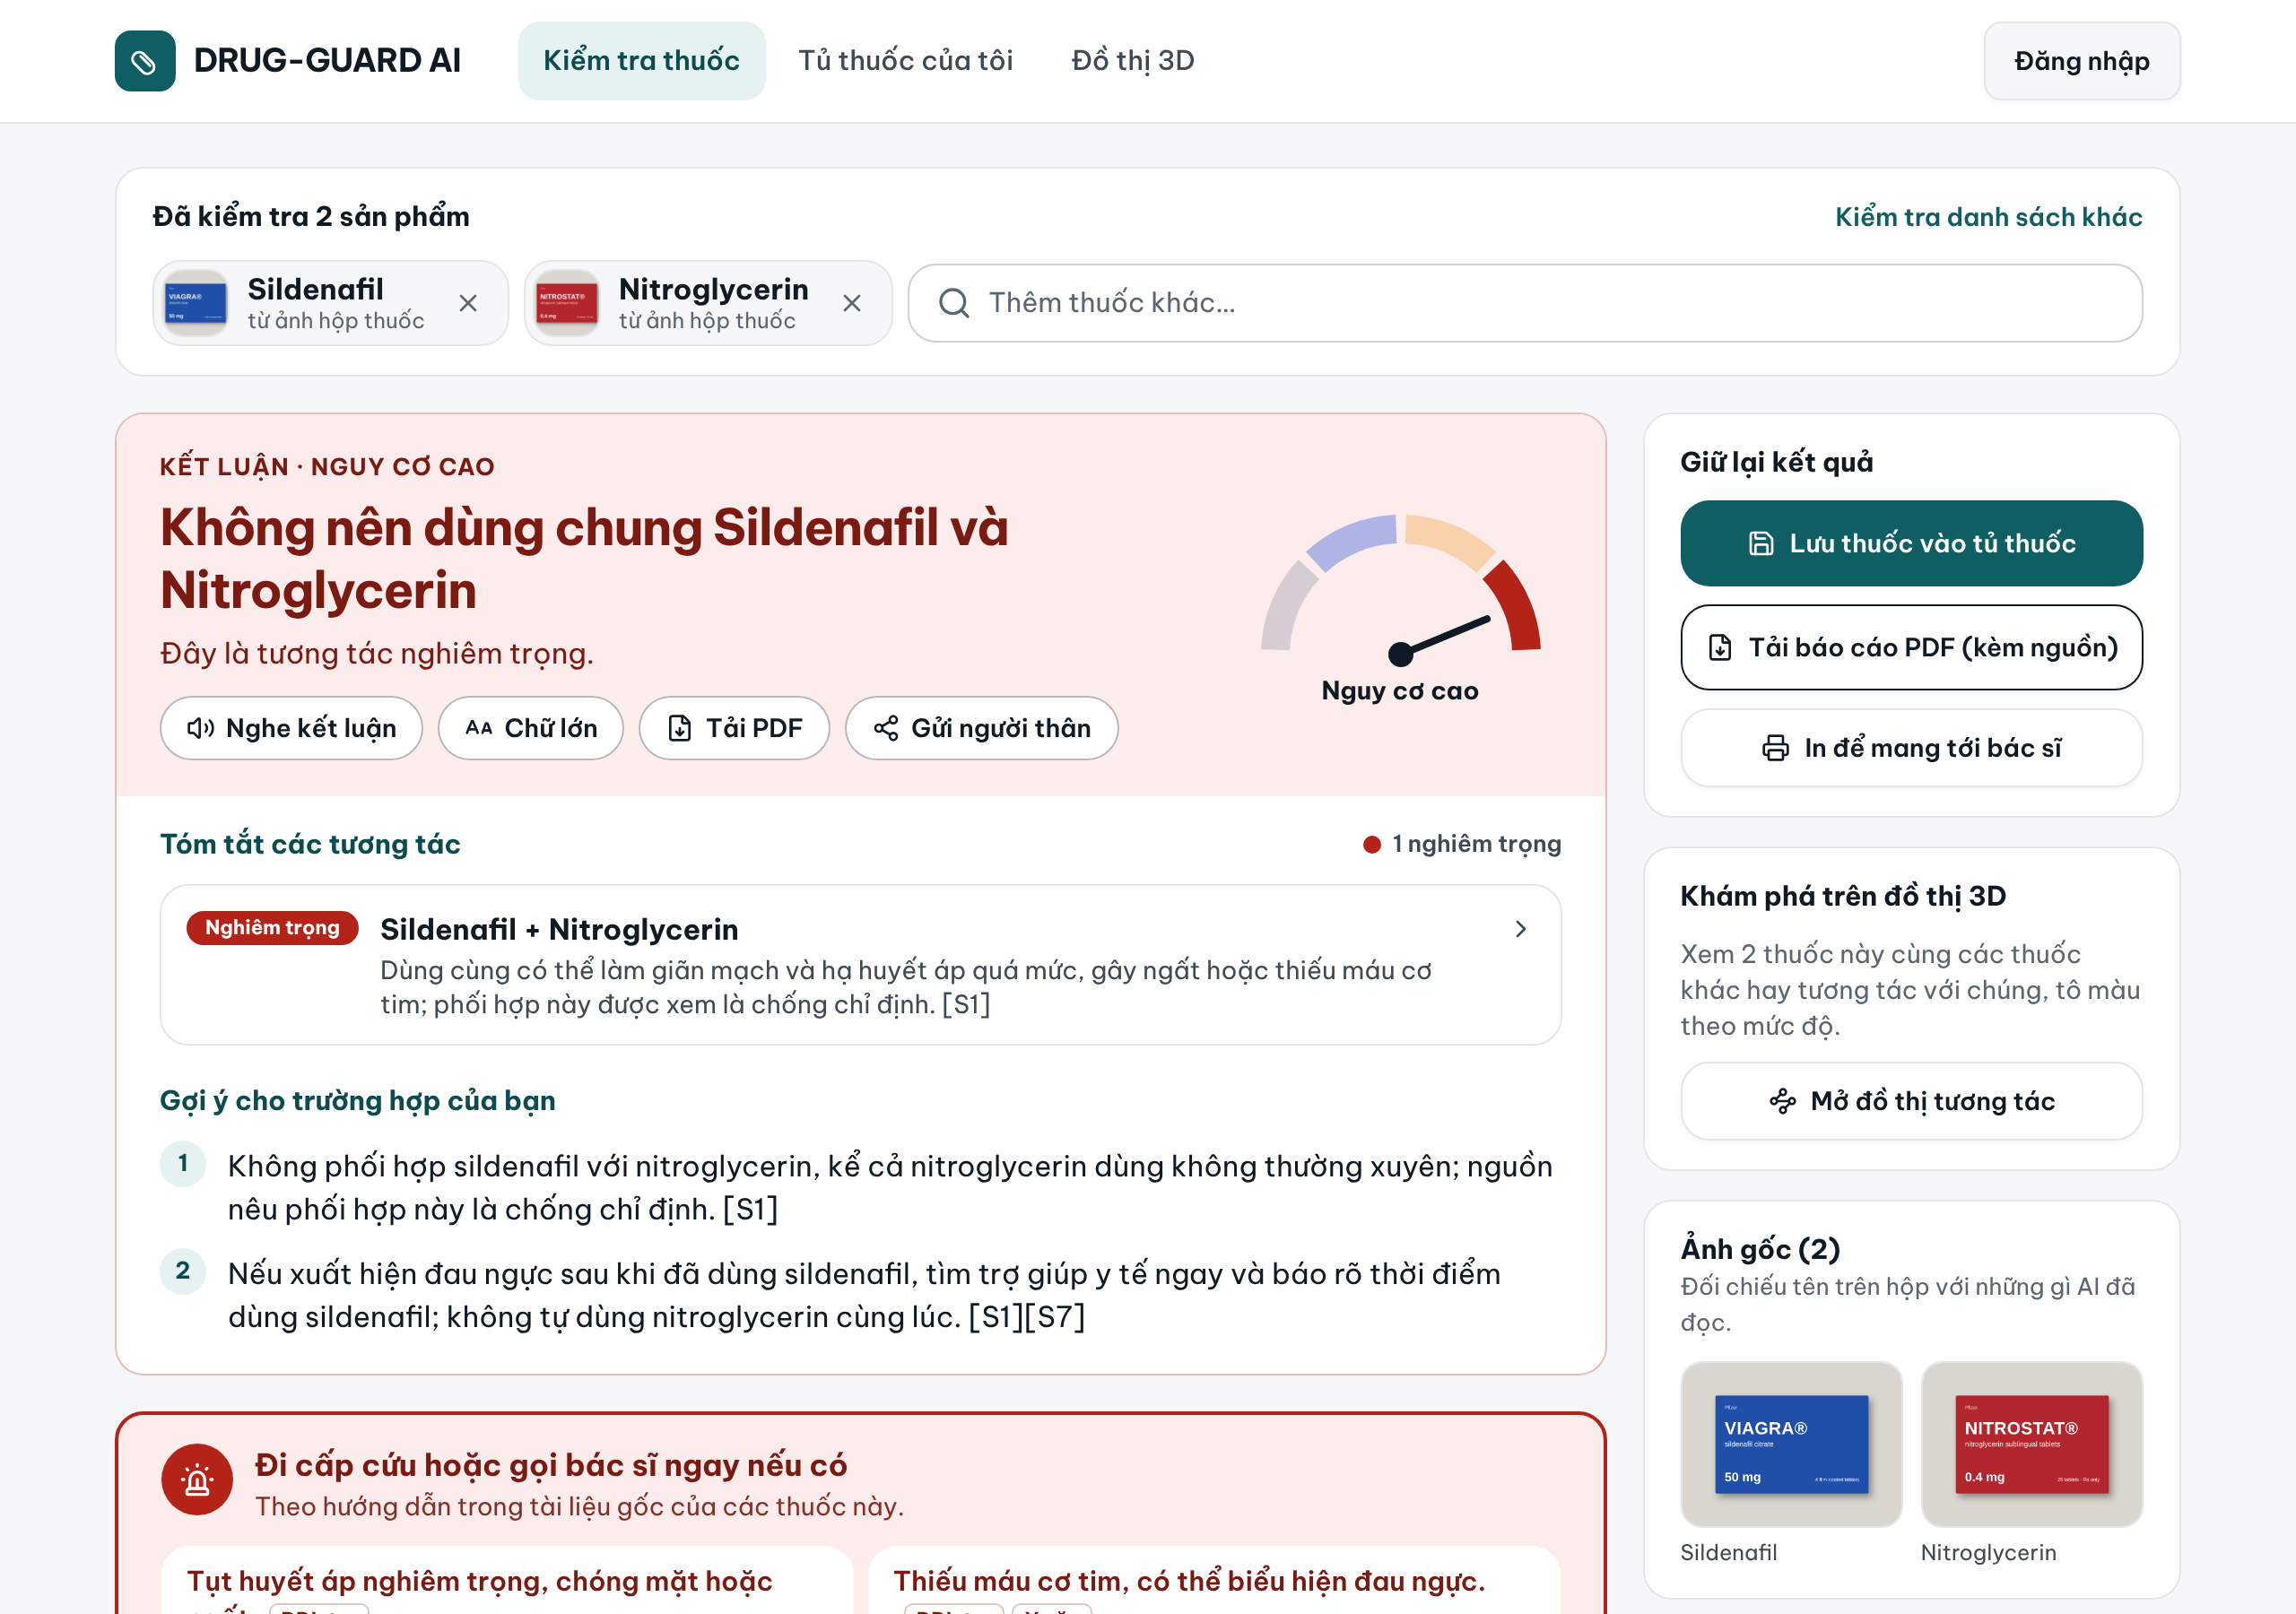 DRUG-GUARD AI
Kiểm tra thuốc
Tủ thuốc của tôi
Đồ thị 3D
Đăng nhập
Đã kiểm tra 2 sản phẩm
Kiểm tra danh sách khác
VIAGRA®
50 mg
Sildenafil
từ ảnh hộp thuốc
NITROSTAT®
0.4 mg
Nitroglycerin
từ ảnh hộp thuốc
Thêm thuốc khác...
KẾT LUẬN · NGUY CƠ CAO
Không nên dùng chung Sildenafil và
Nitroglycerin
Đây là tương tác nghiêm trọng.
Nghe kết luận
AA Chữ lớn
Tải PDF
Gửi người thân
Nguy cơ cao
Tóm tắt các tương tác
1 nghiêm trọng
Nghiêm trọng
Sildenafil + Nitroglycerin
Dùng cùng có thể làm giãn mạch và hạ huyết áp quá mức, gây ngất hoặc thiếu máu cơ
tim; phối hợp này được xem là chống chỉ định. [S1]
Gợi ý cho trường hợp của bạn
1 Không phối hợp sildenafil với nitroglycerin, kể cả nitroglycerin dùng không thường xuyên; nguồn
nêu phối hợp này là chống chỉ định. [S1]
2 Nếu xuất hiện đau ngực sau khi đã dùng sildenafil, tìm trợ giúp y tế ngay và báo rõ thời điểm
dùng sildenafil; không tự dùng nitroglycerin cùng lúc. [S1][S7]
Đi cấp cứu hoặc gọi bác sĩ ngay nếu có
Theo hướng dẫn trong tài liệu gốc của các thuốc này.
Tụt huyết áp nghiêm trọng, chóng mặt hoặc
Thiếu máu cơ tim, có thể biểu hiện đau ngực.
Giữ lại kết quả
Lưu thuốc vào tủ thuốc
Tải báo cáo PDF (kèm nguồn)
In để mang tới bác sĩ
Khám phá trên đồ thị 3D
Xem 2 thuốc này cùng các thuốc
khác hay tương tác với chúng, tô màu
theo mức độ.
Mở đồ thị tương tác
Ảnh gốc (2)
Đối chiếu tên trên hộp với những gì AI đã
đọc.
Pfizer
VIAGRA®
sildenafil citrate
50 mg
Pfizer
NITROSTAT®
nitroglycerin sublingual tablets
0.4 mg
Sildenafil
Nitroglycerin